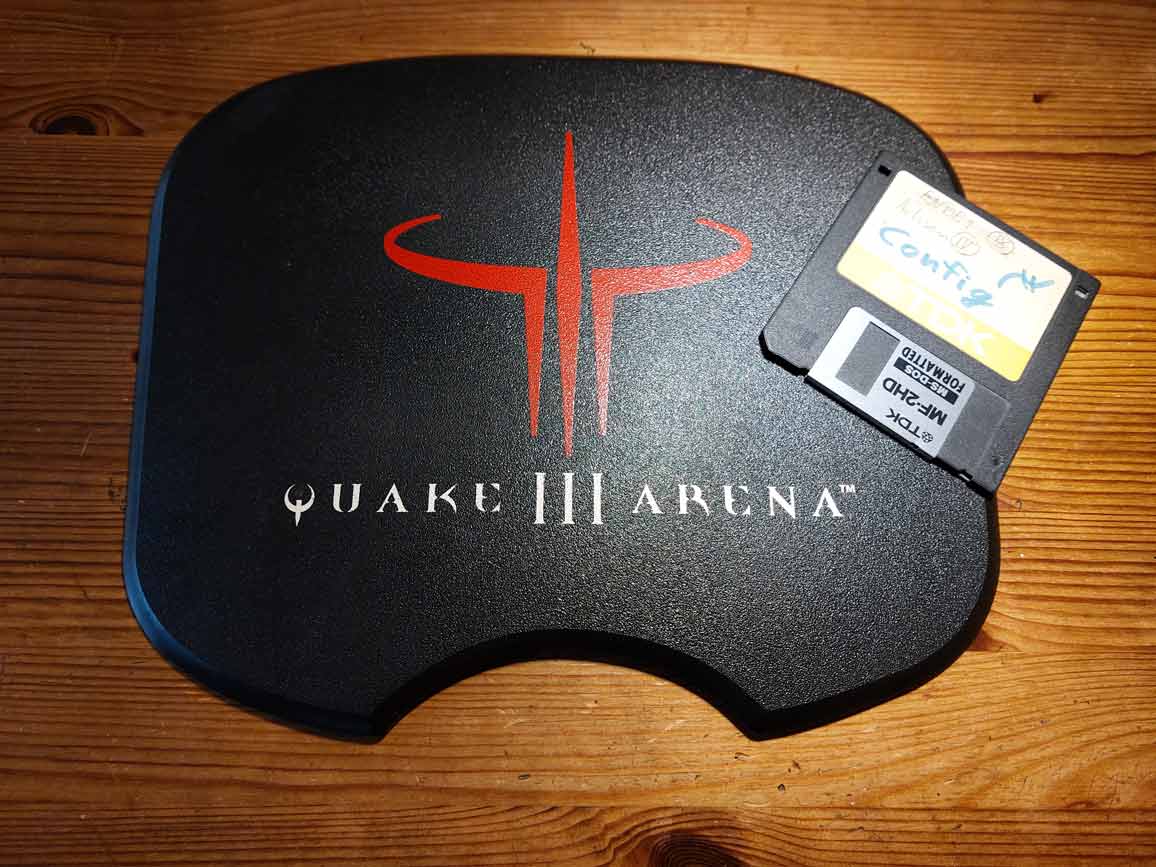 QUAKE III ARENA™
Config
TDK
TDK
MF-2HD
MS-DOS
FORMATTED